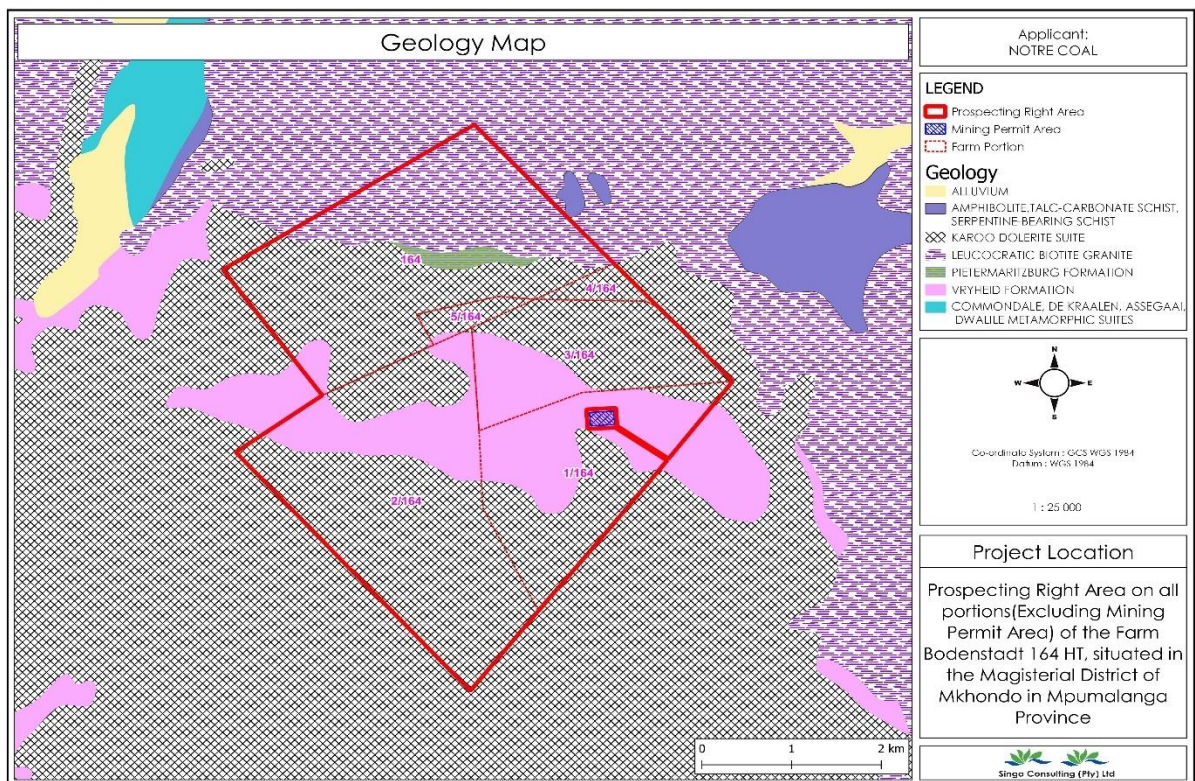 Geology Map
164
4/164
5/164
3/164
1/164
2/164
0 1 2 km
Applicant:
NOTRE COAL
LEGEND
Prospecting Right Area
Mining Permit Area
Farm Portion
Geology
ALLUVIUM
AMPHIBOLITE,TALC-CARBONATE SCHIST,
SERPENTINE-BEARING SCHIST
KAROO DOLERITE SUITE
LEUCOCRATIC BIOTITE GRANITE
PIETERMARITZBURG FORMATION
VRYHEID FORMATION
COMMONDALE, DE KRAALEN, ASSEGAAI,
DWALILE METAMORPHIC SUITES
N
W E
S
Co-ordinate System : GCS WGS 1984
Datum : WGS 1984
1 : 25 000
Project Location
Prospecting Right Area on all
portions(Excluding Mining
Permit Area) of the Farm
Bodenstadt 164 HT, situated in
the Magisterial District of
Mkhondo in Mpumalanga
Province
Singo Consulting (Pty) Ltd